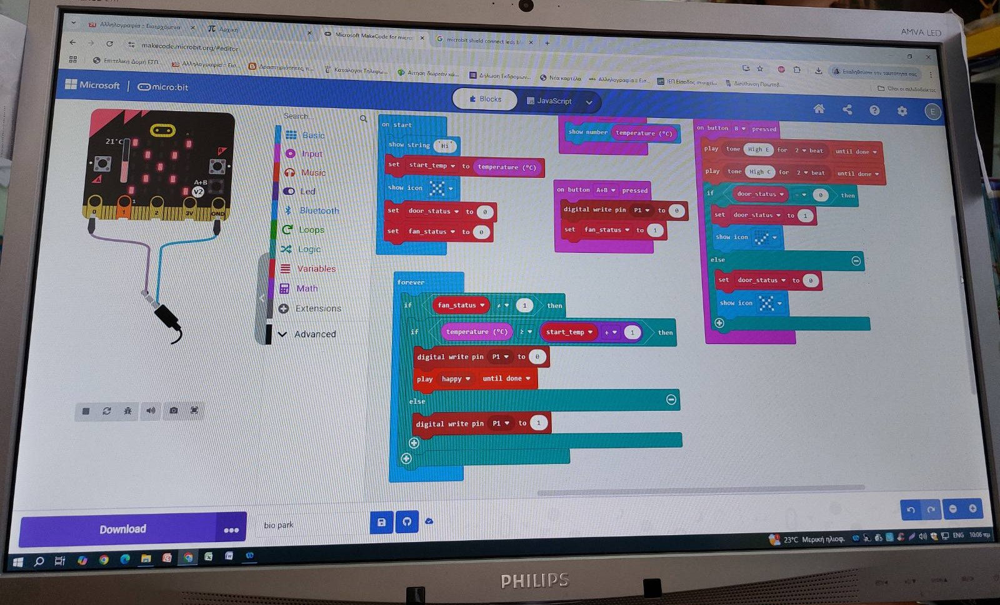 AMVA LED
Αλληλογραφία :: Εισερχόμενα
Αρχική
Microsoft MakeCode for micro:
microbit shield connect leds bl
makecode.microbit.org/#editor
Επιτελική Δομή ΕΣΠ...
Αλληλογραφία :: Εισ...
Δραστηριότητες, π...
Κατάλογοι Τηλεφω...
Αίτηση δωρεάν κα...
Δήλωση Εκδρομών...
Νέα καρτέλα
Αλληλογραφία :: Εισ...
ΙΕΠ Είσοδος στοιχεί...
Διεύθυνση Πρωτοβ...
Επαληθεύστε την ταυτότητά σας
Όλοι οι σελιδοδείκτες
Microsoft
micro:bit
Blocks
JS JavaScript
E
21°C
A
B
A+B
V2
1
0 1 2 3V GND
Search...
Basic
Input
Music
Led
Bluetooth
Loops
Logic
Variables
Math
Extensions
Advanced
on start
show string "Hi"
set start_temp to temperature (°C)
show icon
set door_status to 0
set fan_status to 0
show number temperature (°C)
on button A+B pressed
digital write pin P1 to 0
set fan_status to 1
on button B pressed
play tone High E for 2 beat until done
play tone High C for 2 beat until done
if door_status = 0 then
set door_status to 1
show icon
else
set door_status to 0
show icon
forever
if fan_status ≠ 1 then
if temperature (°C) ≥ start_temp + 1 then
digital write pin P1 to 0
play happy until done
else
digital write pin P1 to 1
Download
bio park
23°C Μερική ηλιοφ.
ENG
10:06 πμ
PHILIPS